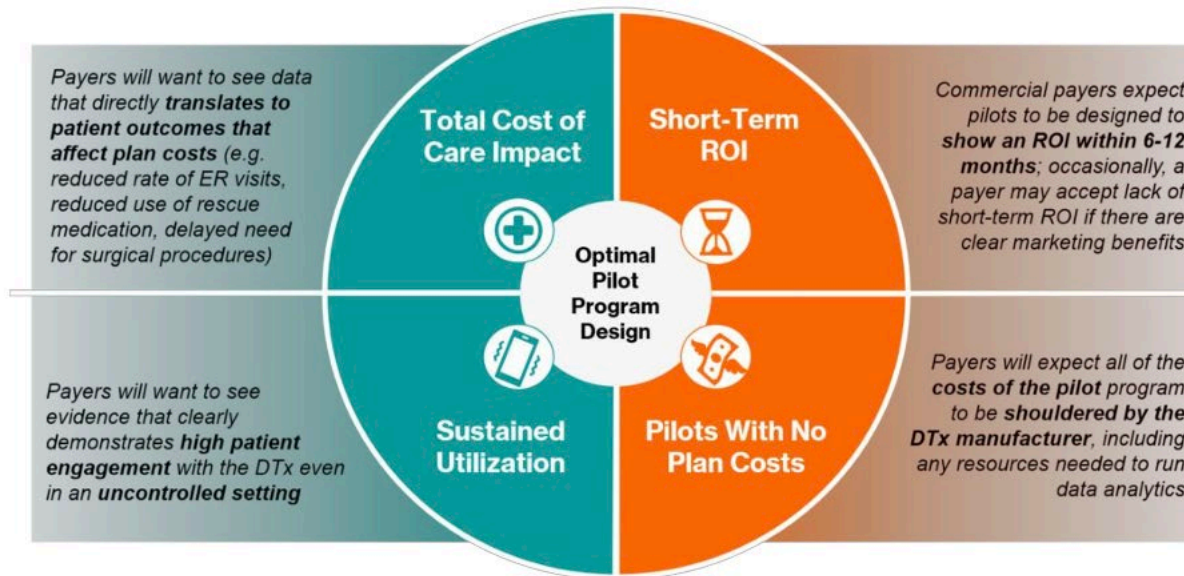 Payers will want to see data
that directly translates to
patient outcomes that
affect plan costs (e.g.
reduced rate of ER visits,
reduced use of rescue
medication, delayed need
for surgical procedures)
Total Cost of
Care Impact
Short-Term
ROI
Commercial payers expect
pilots to be designed to
show an ROI within 6-12
months; occasionally, a
payer may accept lack of
short-term ROI if there are
clear marketing benefits
Optimal
Pilot
Program
Design
Payers will want to see
evidence that clearly
demonstrates high patient
engagement with the DTx even
in an uncontrolled setting
Sustained
Utilization
Pilots With No
Plan Costs
Payers will expect all of the
costs of the pilot program
to be shouldered by the
DTx manufacturer, including
any resources needed to run
data analytics